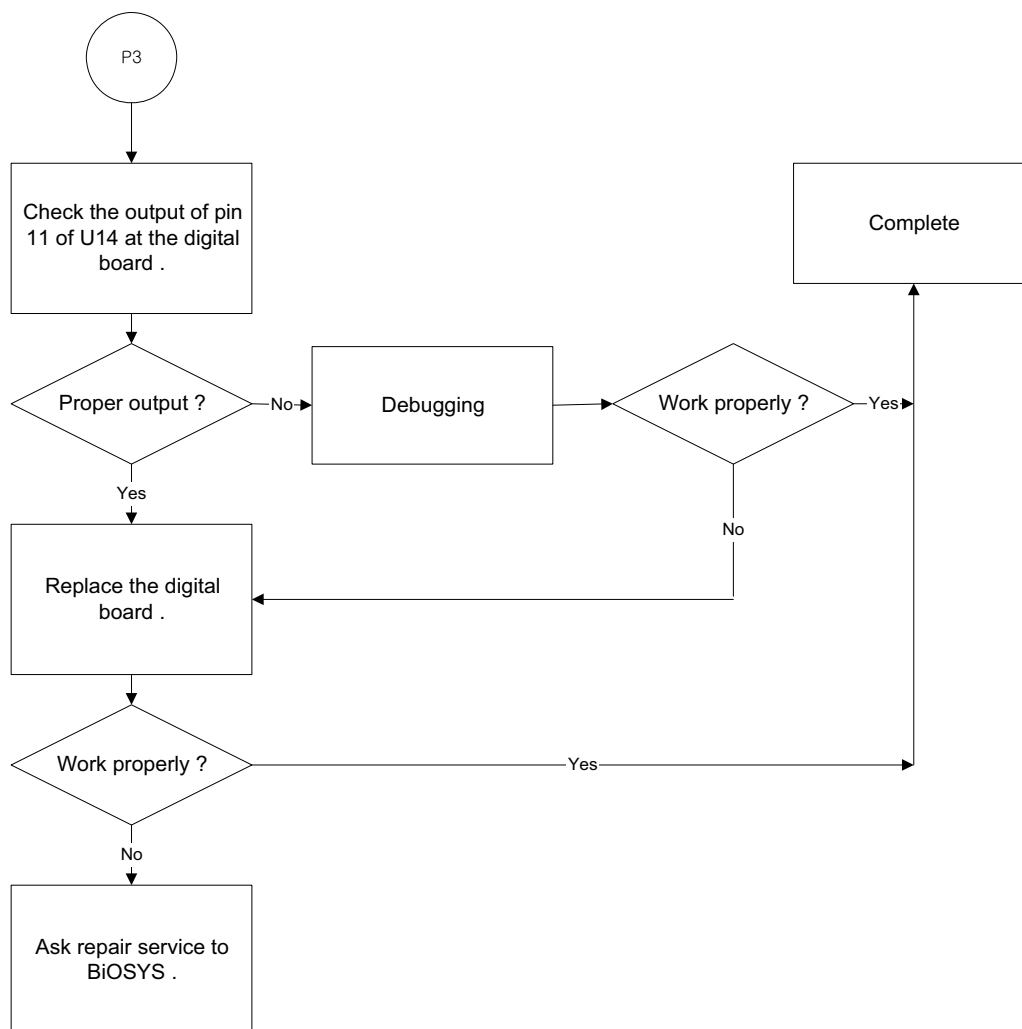 P3
Check the output of pin
11 of U14 at the digital
board .
Complete
Proper output ?
No
Debugging
Work properly ?
Yes
Yes
No
Replace the digital
board .
Work properly ?
Yes
No
Ask repair service to
BiOSYS .